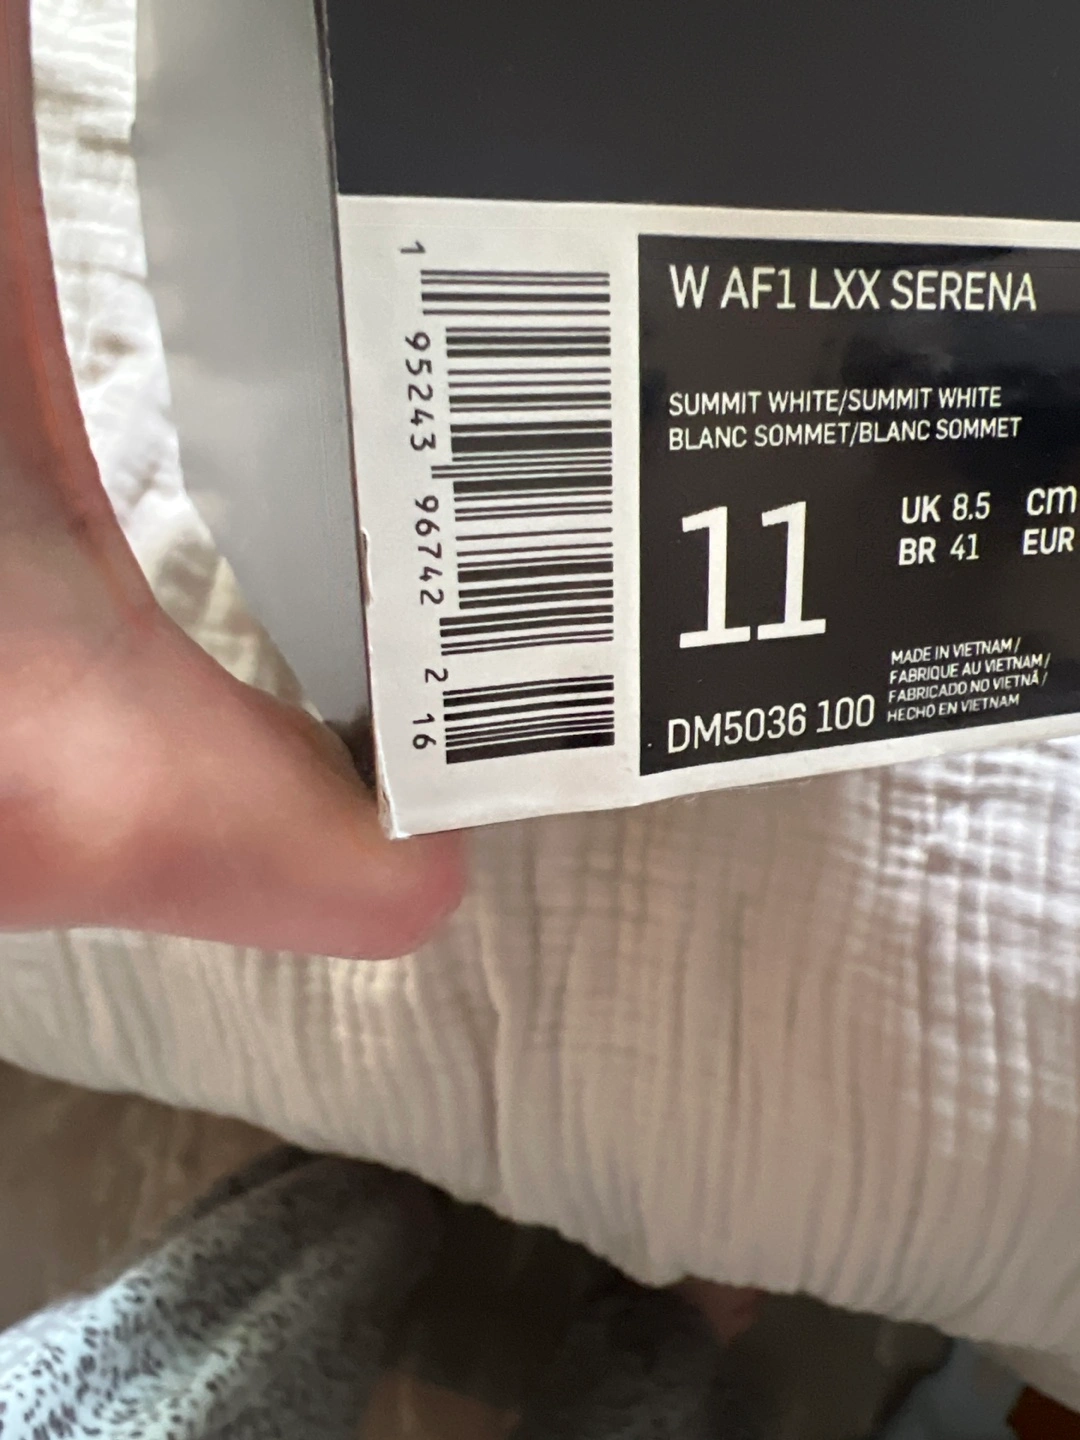 1 95243 96742 2 16
W AF1 LXX SERENA
SUMMIT WHITE/SUMMIT WHITE
BLANC SOMMET/BLANC SOMMET
11
UK 8.5 cm
BR 41 EUR
MADE IN VIETNAM/
FABRIQUE AU VIETNAM/
FABRICADO NO VIETNÃ/
HECHO EN VIETNAM
DM5036 100